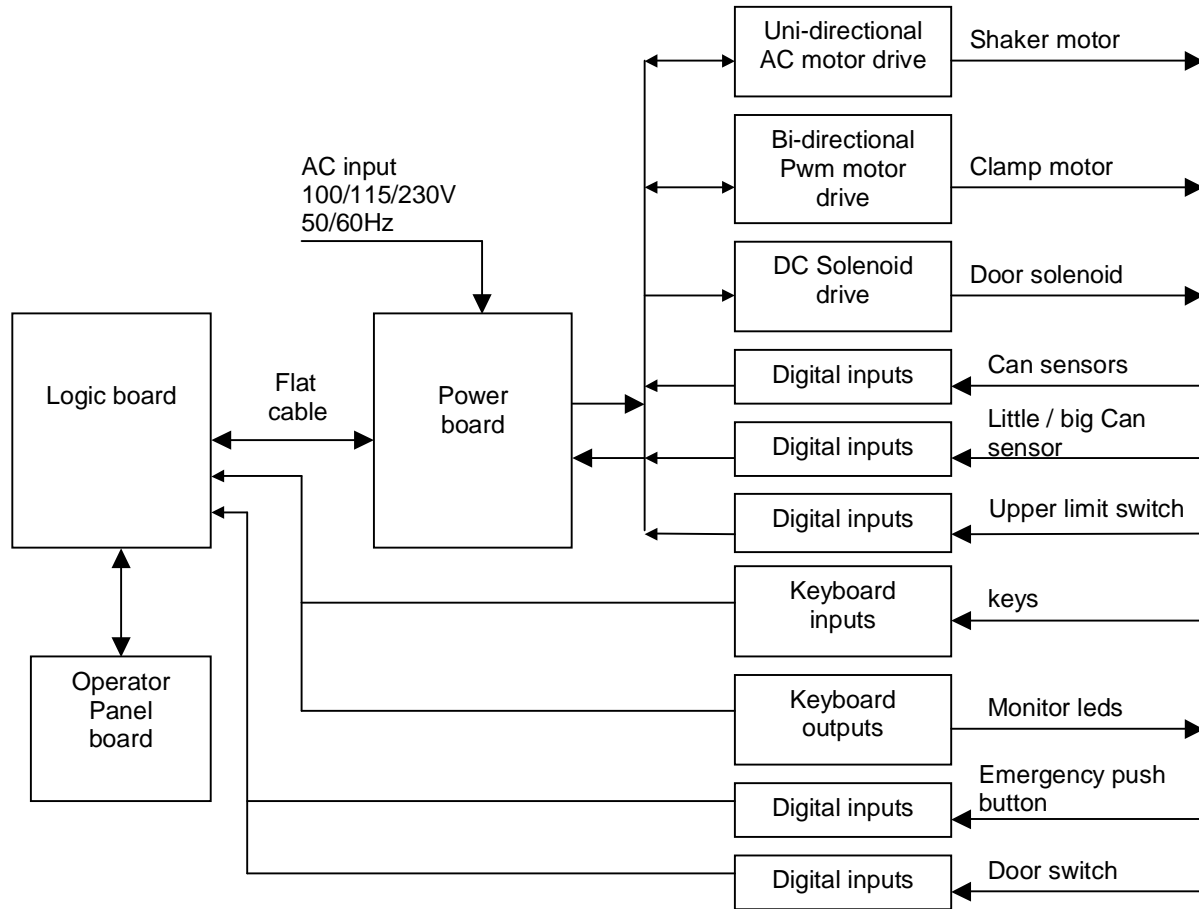 Uni-directional
AC motor drive
Shaker motor
Bi-directional
Pwm motor
drive
Clamp motor
AC input
100/115/230V
50/60Hz
DC Solenoid
drive
Door solenoid
Logic board
Flat
cable
Power
board
Digital inputs
Can sensors
Digital inputs
Little / big Can
sensor
Digital inputs
Upper limit switch
Keyboard
inputs
keys
Operator
Panel
board
Keyboard
outputs
Monitor leds
Digital inputs
Emergency push
button
Digital inputs
Door switch